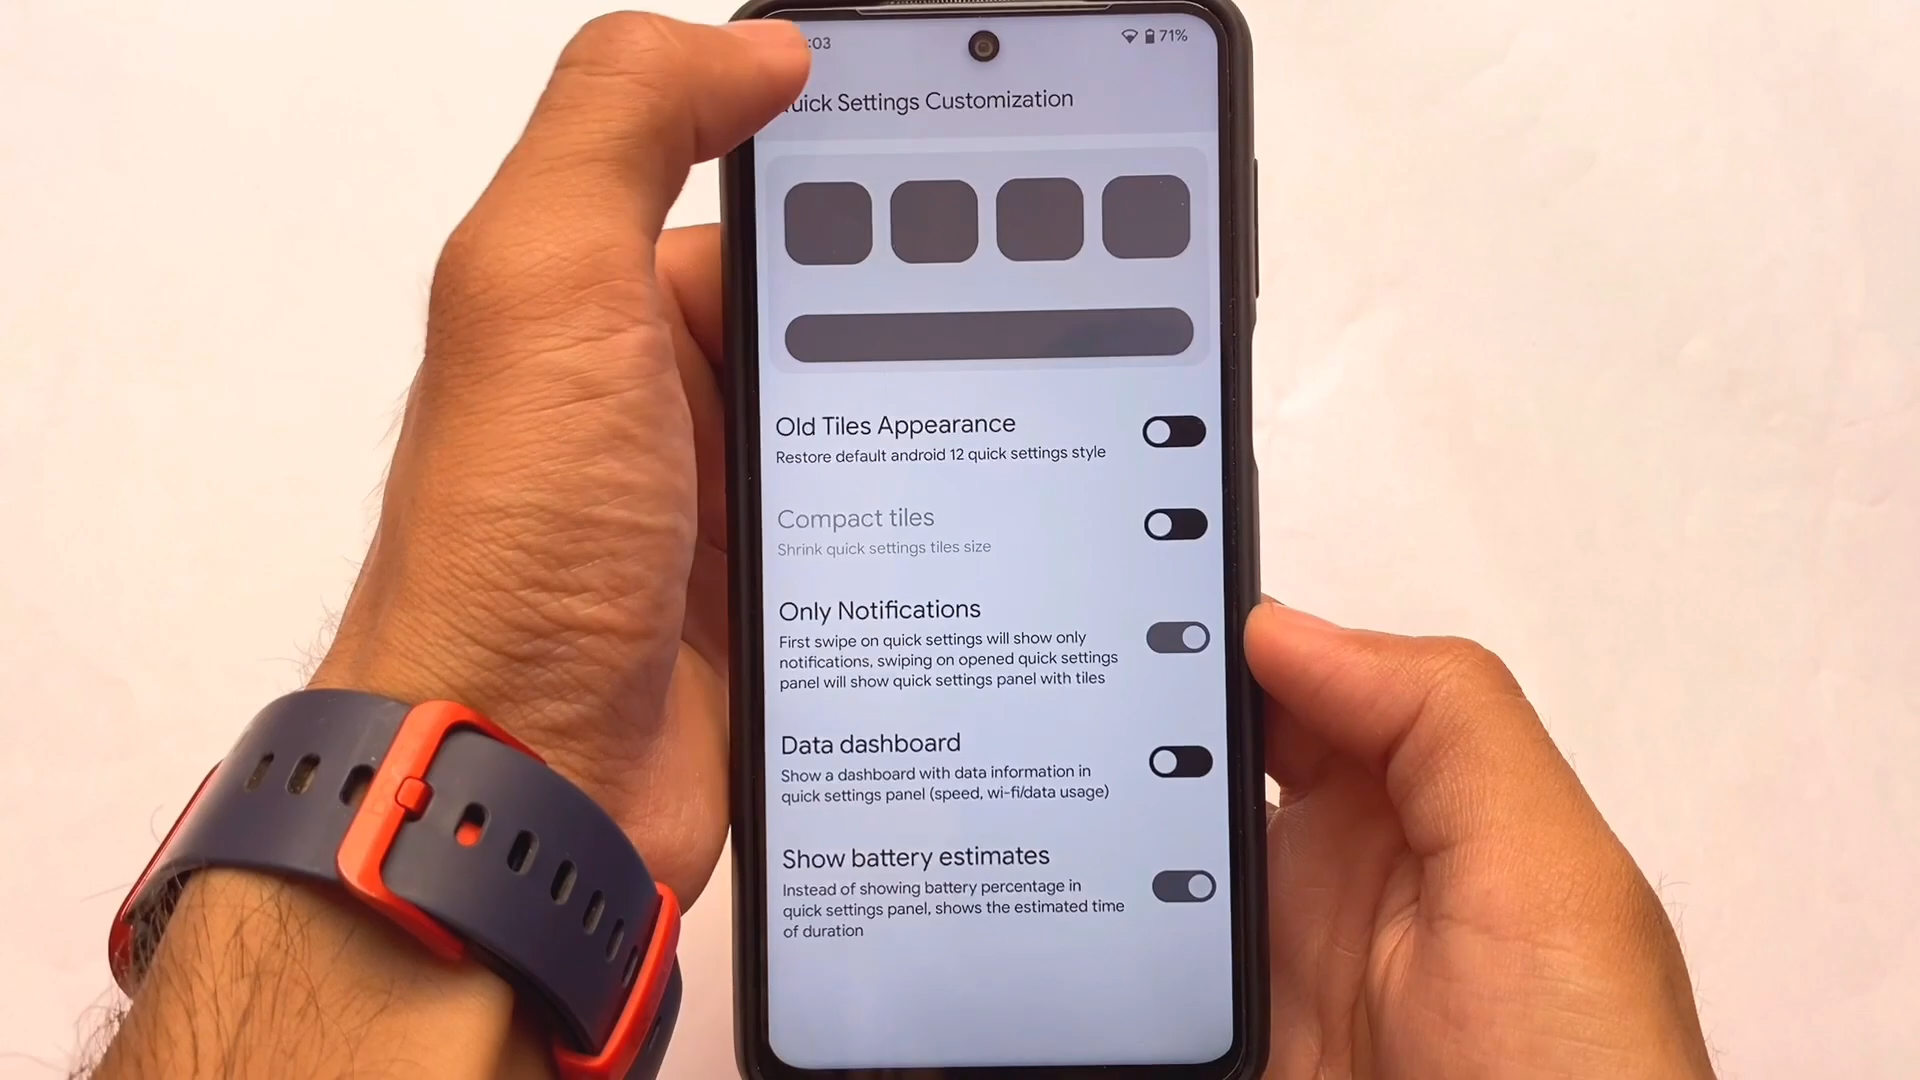 :03
71%
uick Settings Customization
Old Tiles Appearance
Restore default android 12 quick settings style
Compact tiles
Shrink quick settings tiles size
Only Notifications
First swipe on quick settings will show only
notifications, swiping on opened quick settings
panel will show quick settings panel with tiles
Data dashboard
Show a dashboard with data information in
quick settings panel (speed, wi-fi/data usage)
Show battery estimates
Instead of showing battery percentage in
quick settings panel, shows the estimated time
of duration